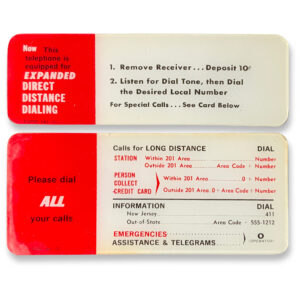 Now This
telephone is
equipped for
EXPANDED
DIRECT
DISTANCE
DIALING
1. Remove Receiver . . . Deposit 10¢
2. Listen for Dial Tone, then Dial
the Desired Local Number
For Special Calls . . . See Card Below
Please dial
ALL
your calls
Calls for LONG DISTANCE DIAL
STATION Within 201 Area Number
Outside 201 Area Area Code + Number
PERSON
COLLECT
CREDIT CARD
Within 201 Area 0 + Number
Outside 201 Area 0 + Area Code + Number
INFORMATION DIAL
New Jersey 411
Out-of-State Area Code + 555-1212
EMERGENCIES
ASSISTANCE & TELEGRAMS
O
OPERATOR